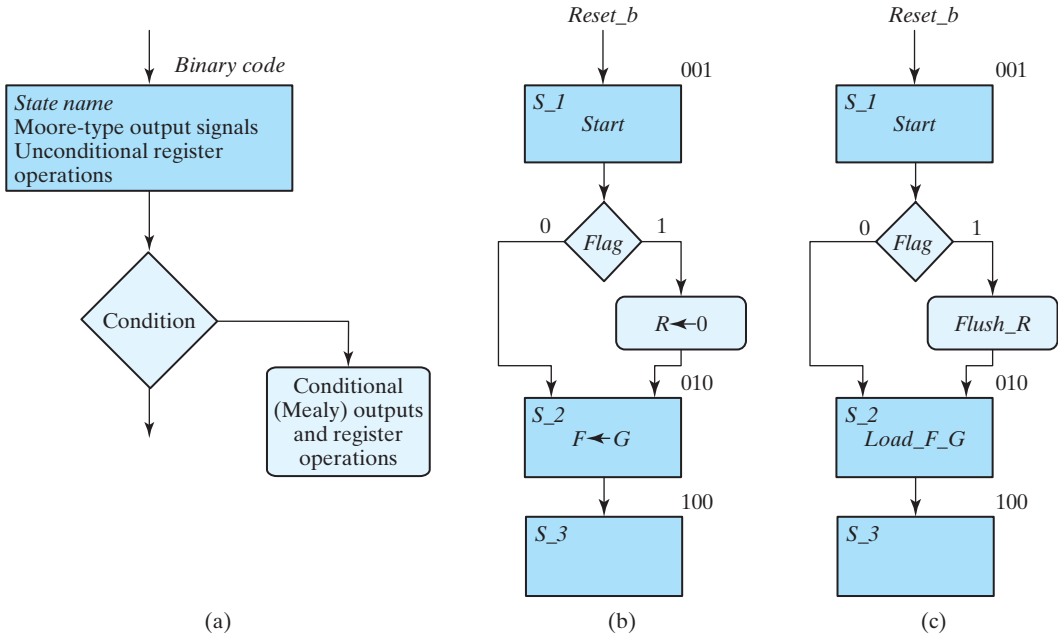 Binary code
State name
Moore-type output signals
Unconditional register
operations
Condition
Conditional
(Mealy) outputs
and register
operations
(a)
Reset_b
001
S_1
Start
0
Flag
1
R←0
010
S_2
F←G
100
S_3
(b)
Reset_b
001
S_1
Start
0
Flag
1
Flush_R
010
S_2
Load_F_G
100
S_3
(c)